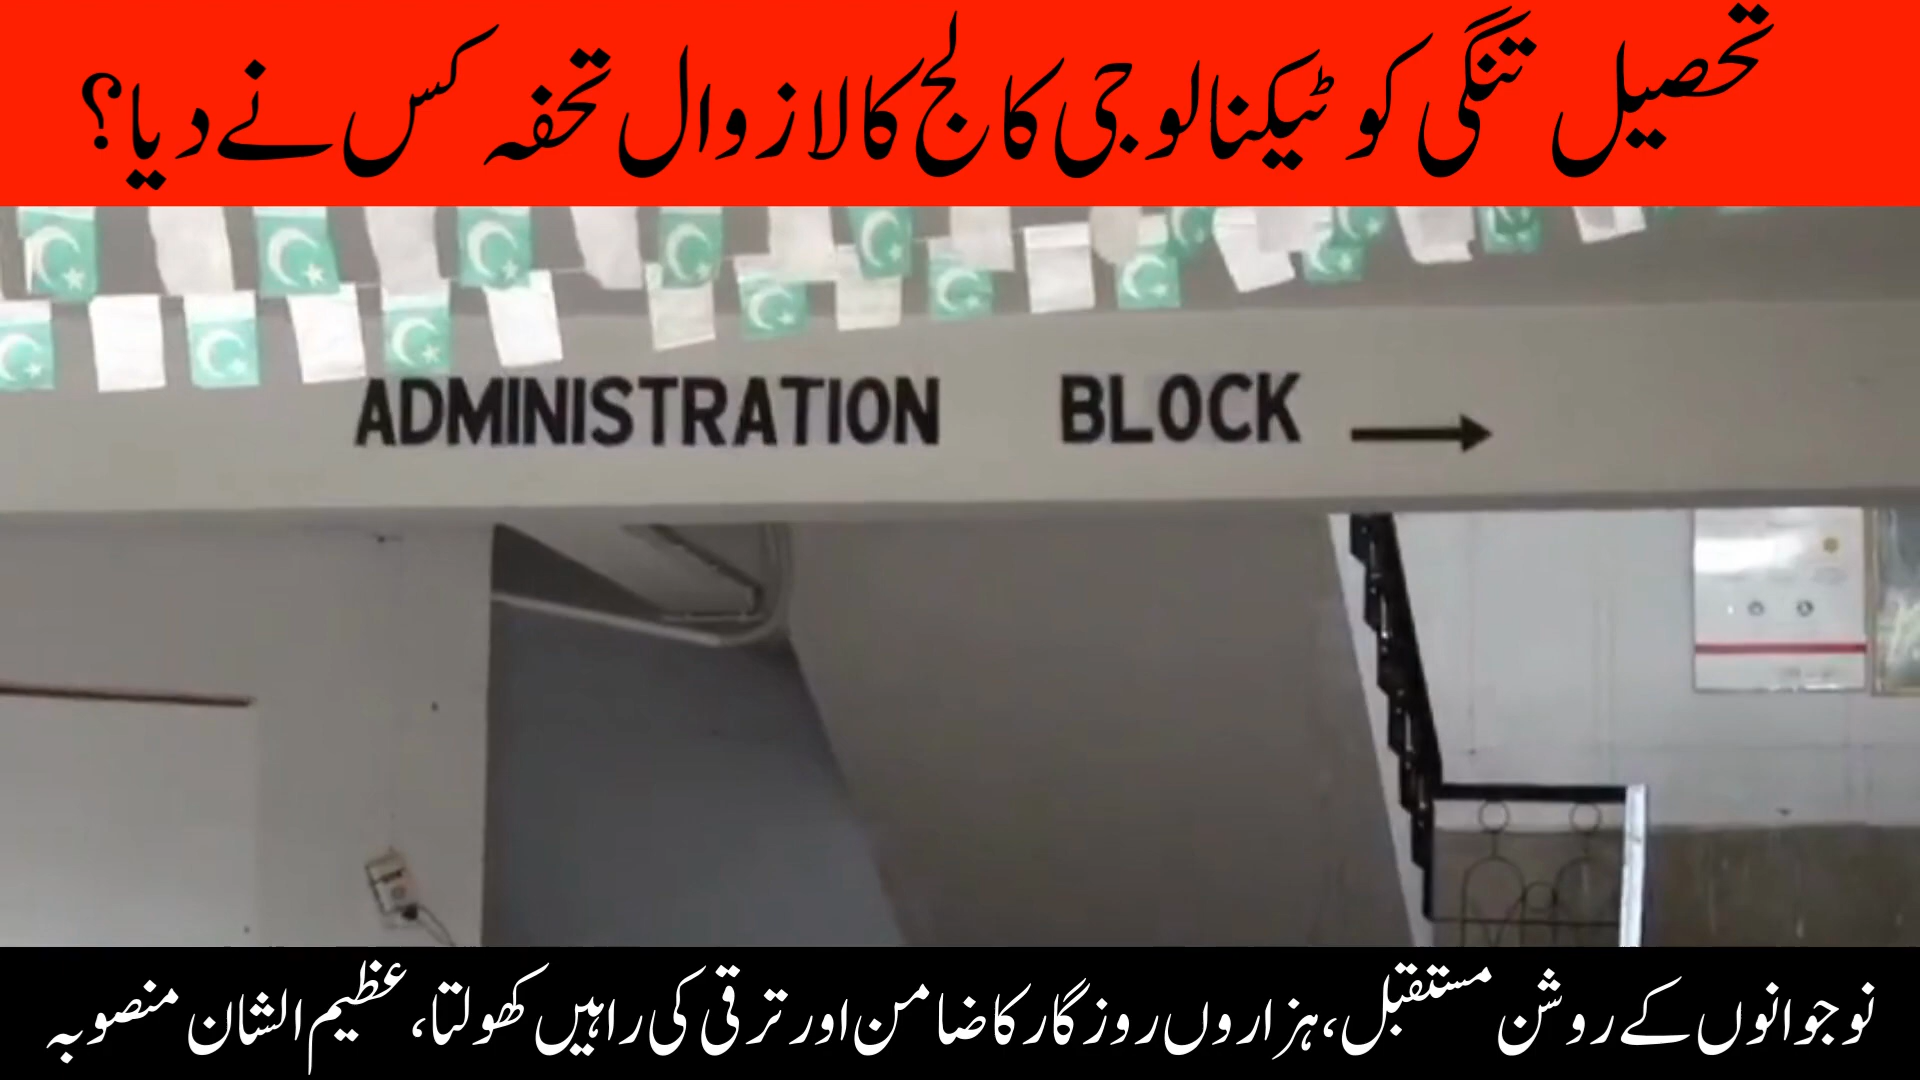 تحصیل تنگی کو ٹیکنالوجی کالج کا لازوال تحفہ کس نے دیا؟
ADMINISTRATION BLOCK →
نوجوانوں کے روشن مستقبل، ہزاروں روزگار کا ضامن اور ترقی کی راہیں کھولتا، عظیم الشان منصوبہ